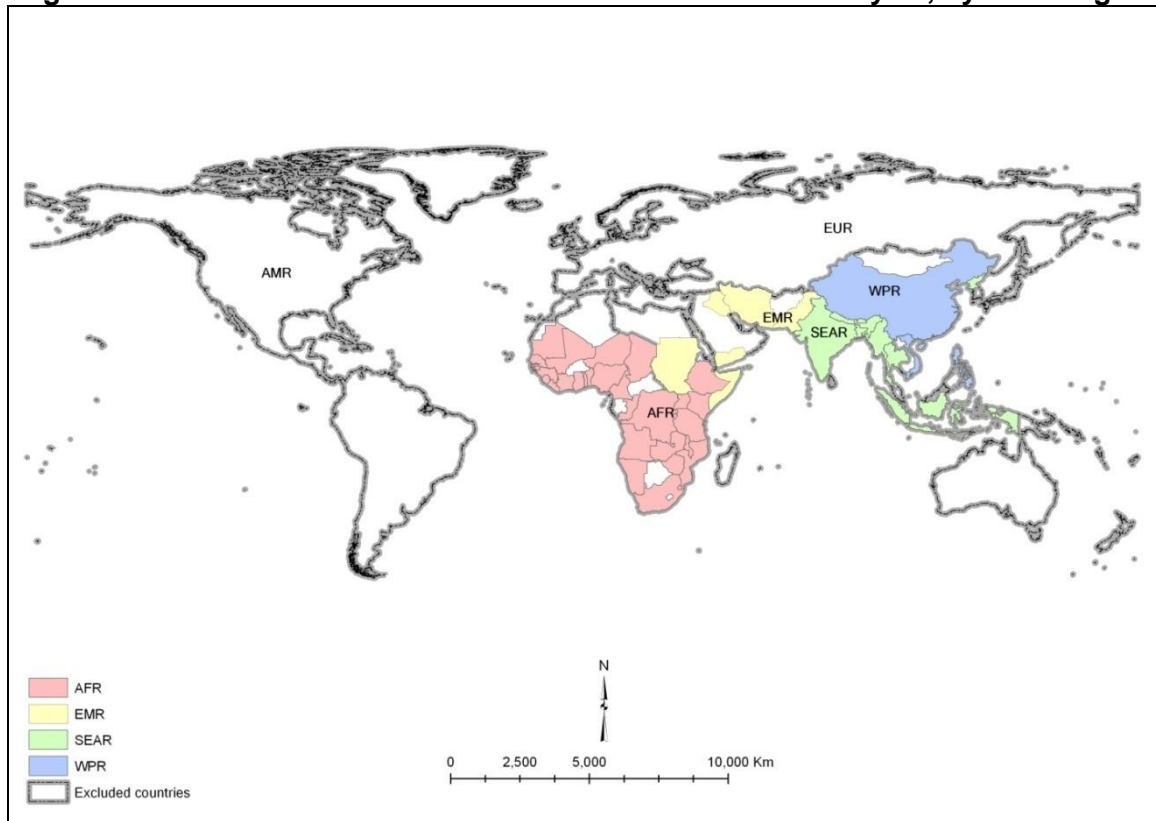 AMR
EUR
WPR
EMR
SEAR
AFR
AFR
EMR
SEAR
WPR
Excluded countries
N
0 2,500 5,000 10,000 Km